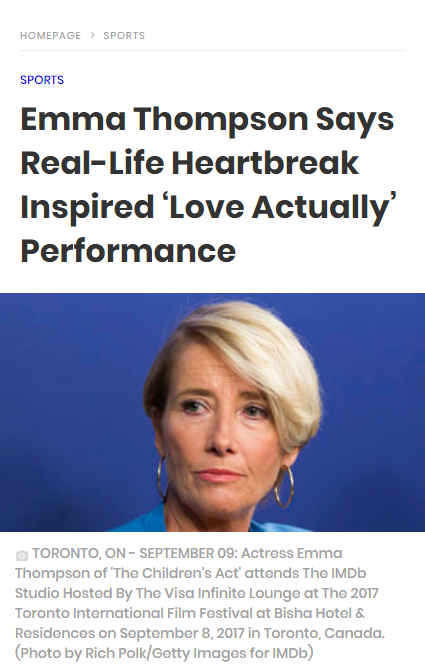 HOMEPAGE > SPORTS
SPORTS
Emma Thompson Says
Real-Life Heartbreak
Inspired ‘Love Actually’
Performance
TORONTO, ON - SEPTEMBER 09: Actress Emma
Thompson of 'The Children's Act' attends The IMDb
Studio Hosted By The Visa Infinite Lounge at The 2017
Toronto International Film Festival at Bisha Hotel &
Residences on September 8, 2017 in Toronto, Canada.
(Photo by Rich Polk/Getty Images for IMDb)